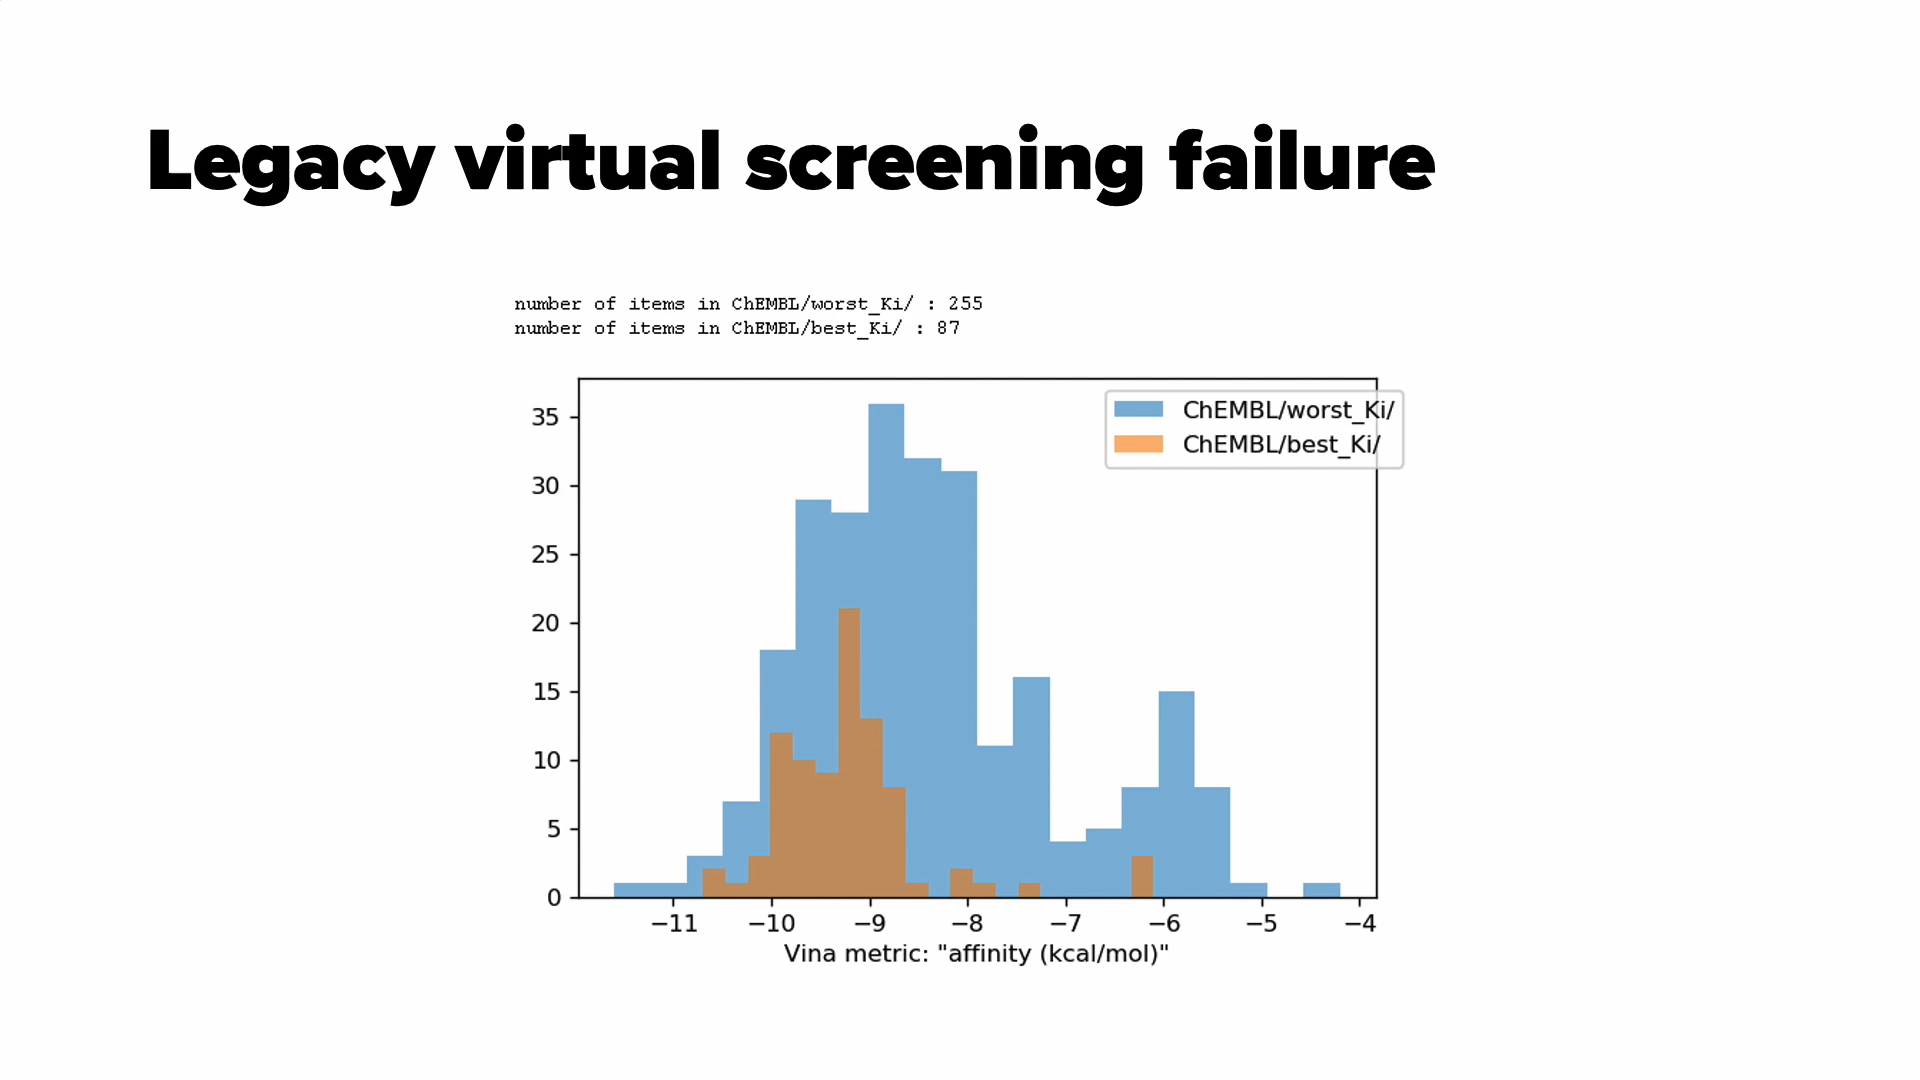 Legacy virtual screening failure
number of items in ChEMBL/worst_Ki/ : 255
number of items in ChEMBL/best_Ki/ : 87
ChEMBL/worst_Ki/
ChEMBL/best_Ki/
35
30
25
20
15
10
5
0
−11 −10 −9 −8 −7 −6 −5 −4
Vina metric: "affinity (kcal/mol)"